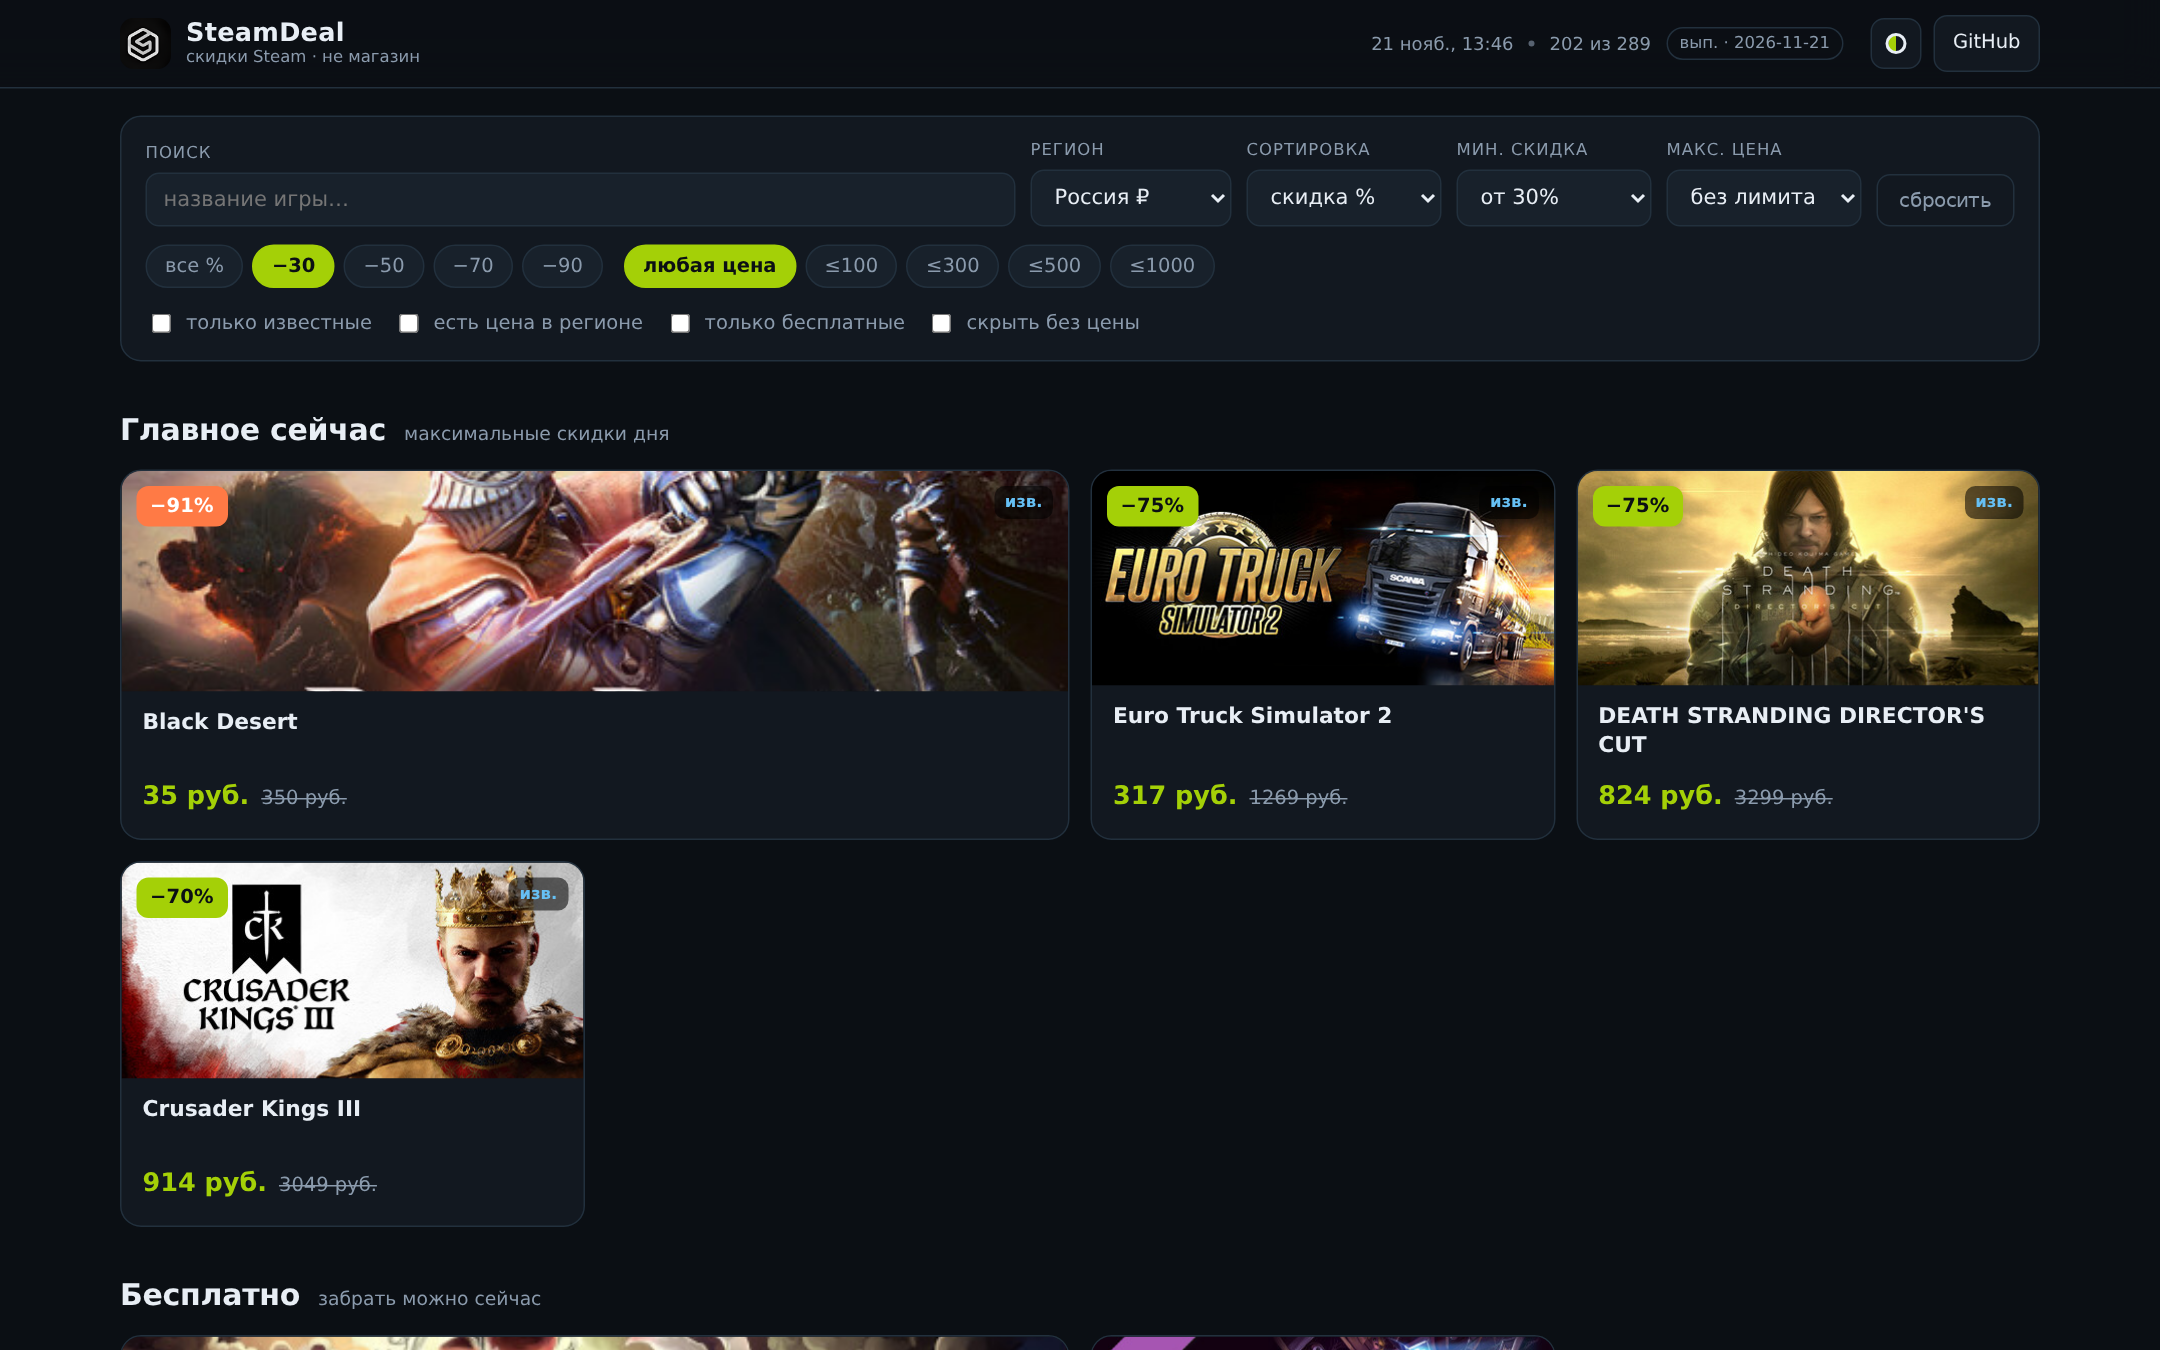 SteamDeal
скидки Steam · не магазин
21 нояб., 13:46 • 202 из 289
вып. · 2026-11-21
GitHub
ПОИСК
название игры…
РЕГИОН
Россия ₽
СОРТИРОВКА
скидка %
МИН. СКИДКА
от 30%
МАКС. ЦЕНА
без лимита
сбросить
все % −30 −50 −70 −90 любая цена ≤100 ≤300 ≤500 ≤1000
только известные есть цена в регионе только бесплатные скрыть без цены
Главное сейчас максимальные скидки дня
−91%
изв.
Black Desert
35 руб. 350 руб.
−75%
изв.
EURO TRUCK
SIMULATOR 2
SCANIA
Euro Truck Simulator 2
317 руб. 1269 руб.
−75%
изв.
DEATH
STRANDING
DIRECTOR'S CUT
DEATH STRANDING DIRECTOR'S
CUT
824 руб. 3299 руб.
−70%
изв.
CK
CRUSADER
KINGS III
Crusader Kings III
914 руб. 3049 руб.
Бесплатно забрать можно сейчас